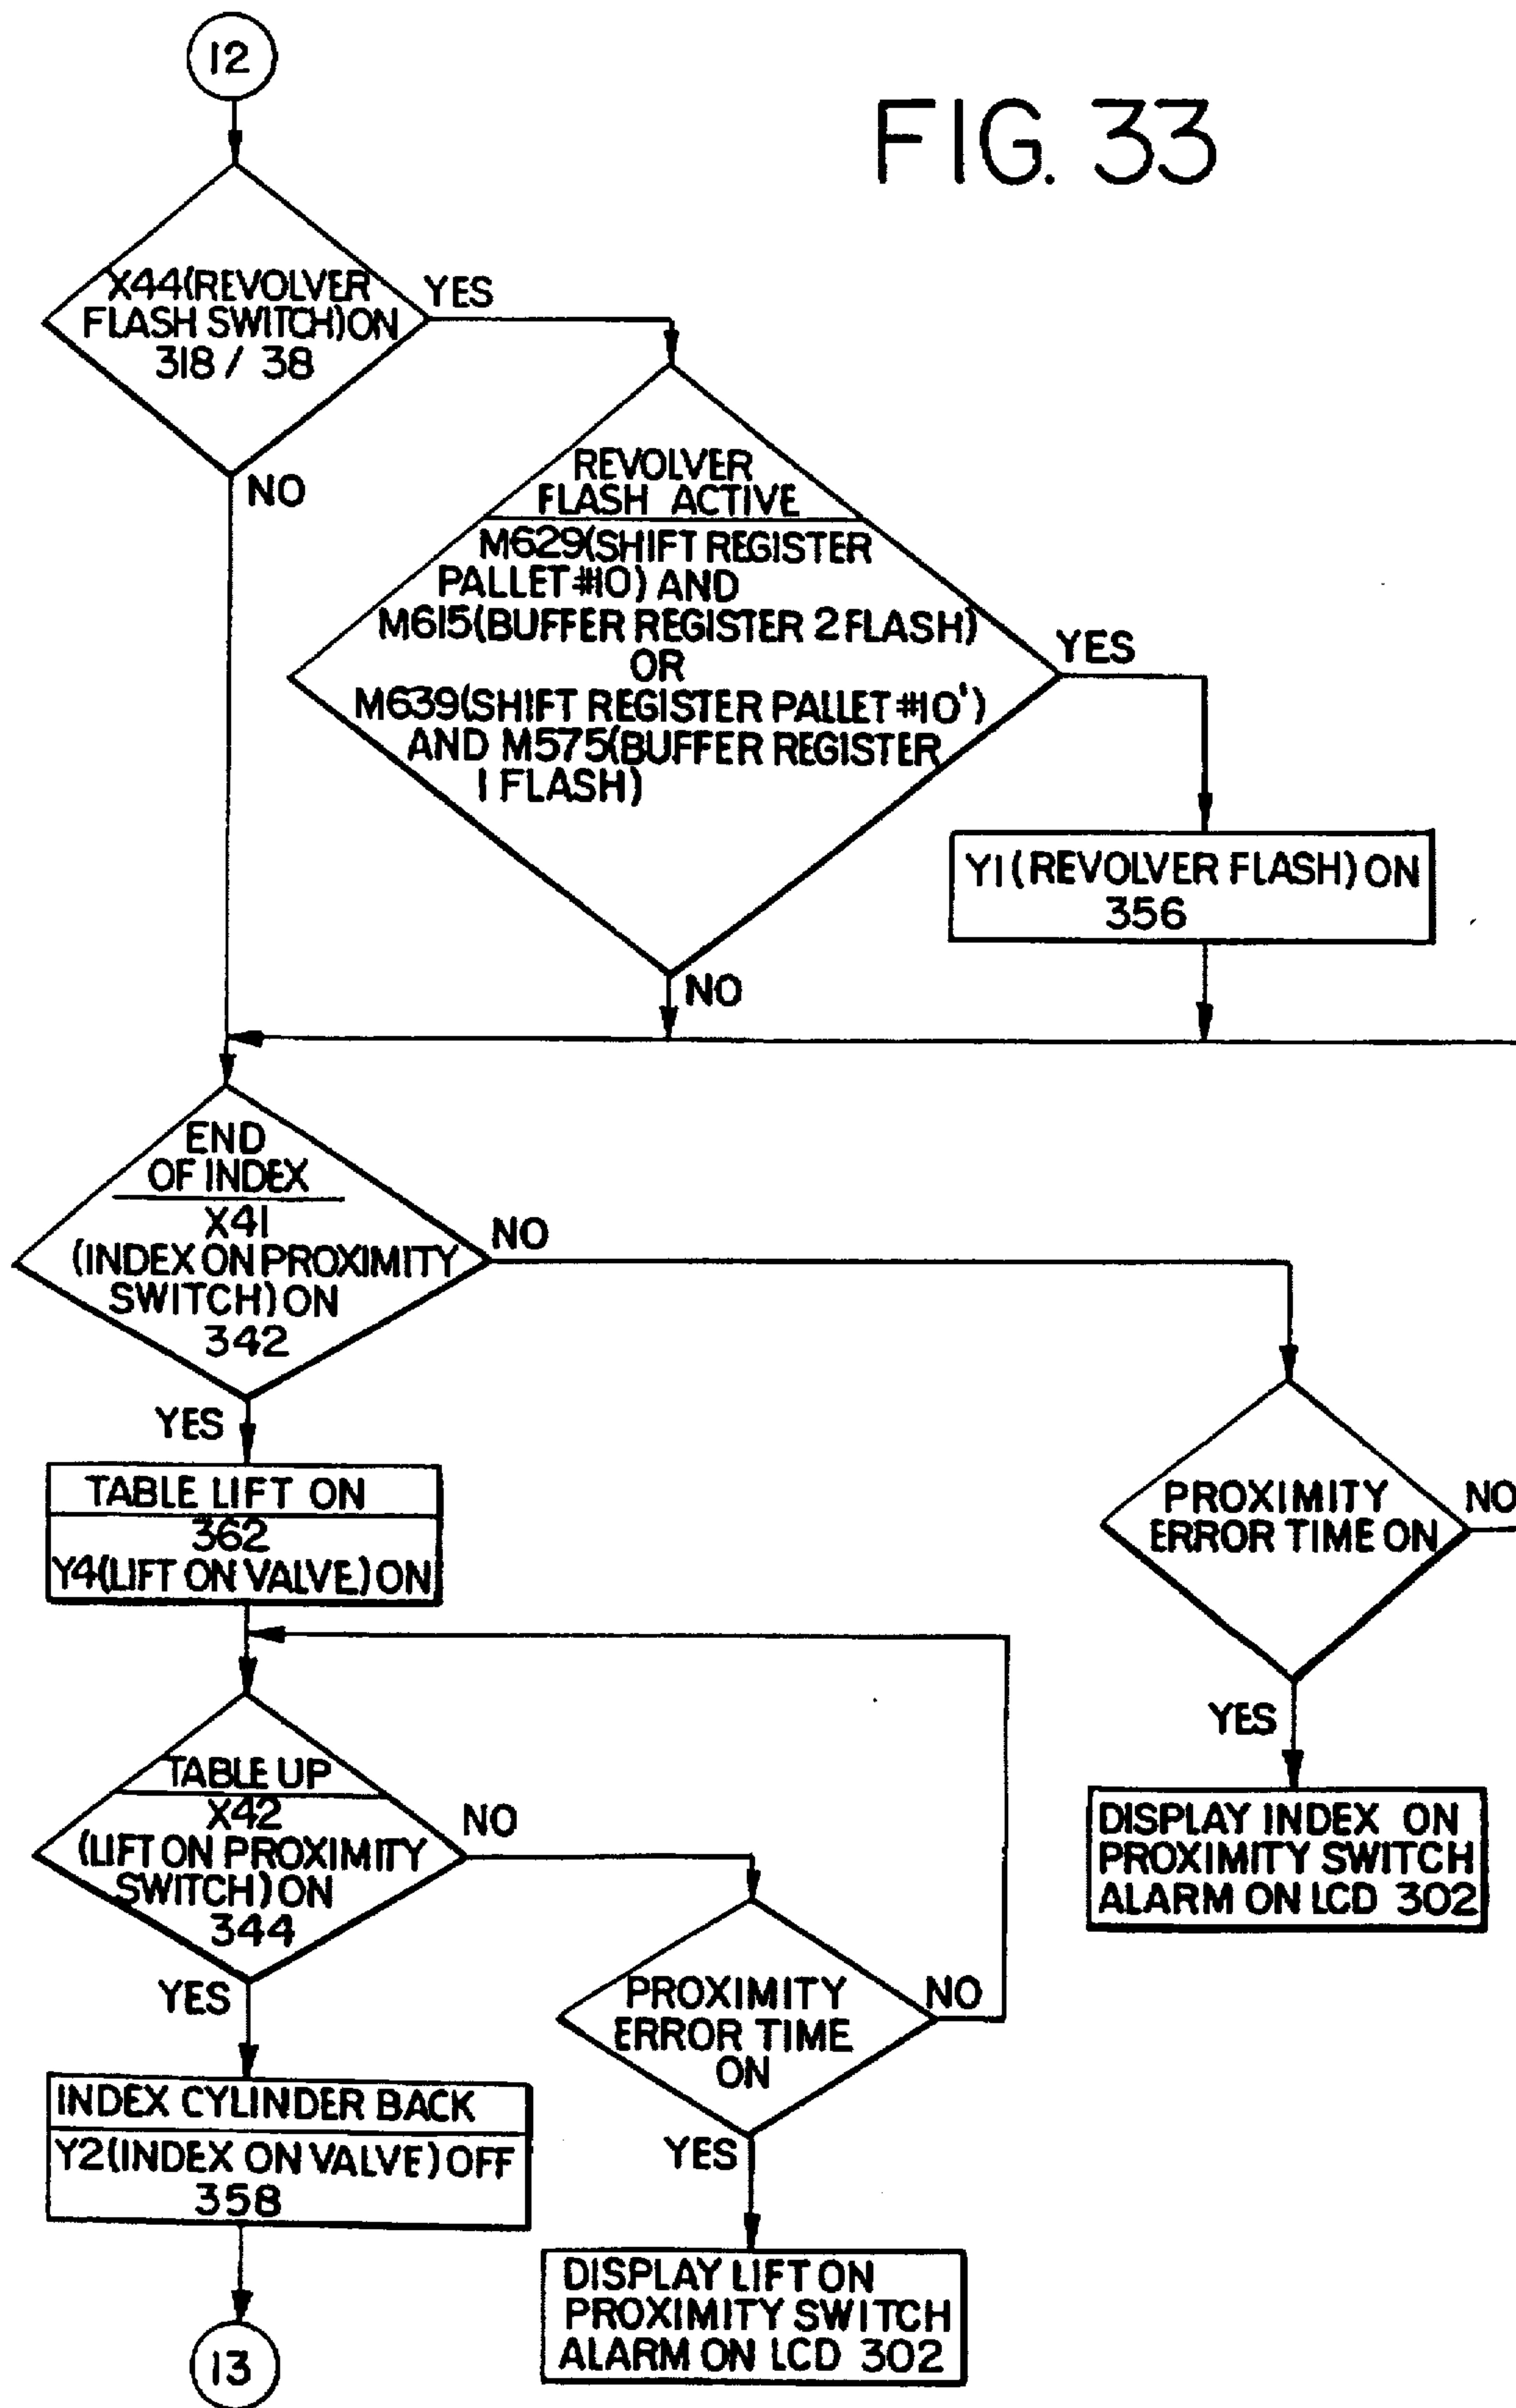 12
FIG. 33
X44(REVOLVER
FLASH SWITCH)ON
318 / 38
YES
NO
REVOLVER
FLASH ACTIVE
M629(SHIFT REGISTER
PALLET #10) AND
M615(BUFFER REGISTER 2 FLASH)
OR
M639(SHIFT REGISTER PALLET #10')
AND M575(BUFFER REGISTER
1 FLASH)
YES
NO
Y1(REVOLVER FLASH)ON
356
END
OF INDEX
X41
(INDEX ON PROXIMITY
SWITCH)ON
342
NO
YES
TABLE LIFT ON
362
Y4(LIFT ON VALVE)ON
PROXIMITY
ERROR TIME ON
NO
YES
DISPLAY INDEX ON
PROXIMITY SWITCH
ALARM ON LCD 302
TABLE UP
X42
(LIFT ON PROXIMITY
SWITCH)ON
344
NO
YES
PROXIMITY
ERROR TIME
ON
NO
YES
INDEX CYLINDER BACK
Y2(INDEX ON VALVE)OFF
358
DISPLAY LIFT ON
PROXIMITY SWITCH
ALARM ON LCD 302
13